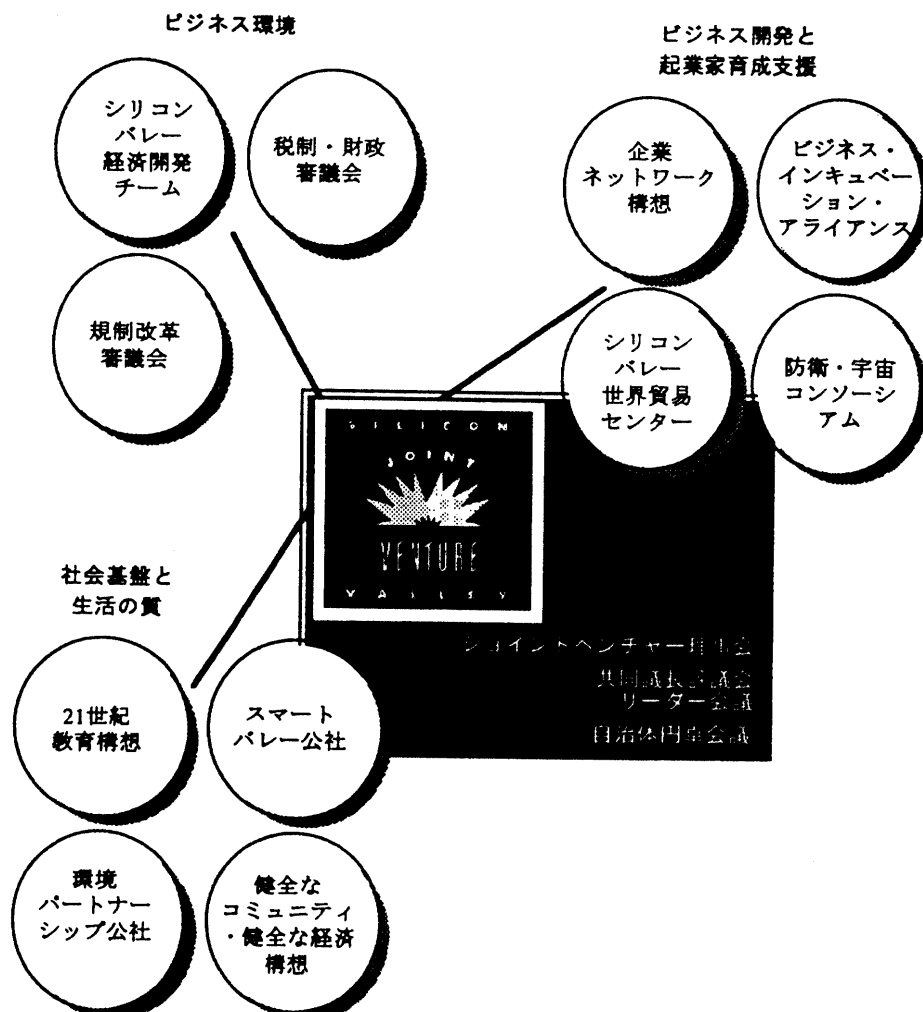 ビジネス環境
シリコン
バレー
経済開発
チーム
税制・財政
審議会
規制改革
審議会
ビジネス開発と
起業家育成支援
企業
ネットワーク
構想
ビジネス・
インキュベー
ション・
アライアンス
シリコン
バレー
世界貿易
センター
防衛・宇宙
コンソーシ
アム
SILICON
JOINT
VENTURE
VALLEY
ジョイントベンチャー理事会
共同議長評議会
リーダー会議
自治体円卓会議
社会基盤と
生活の質
21世紀
教育構想
スマート
バレー公社
環境
パートナー
シップ公社
健全な
コミュニティ
・健全な経済
構想